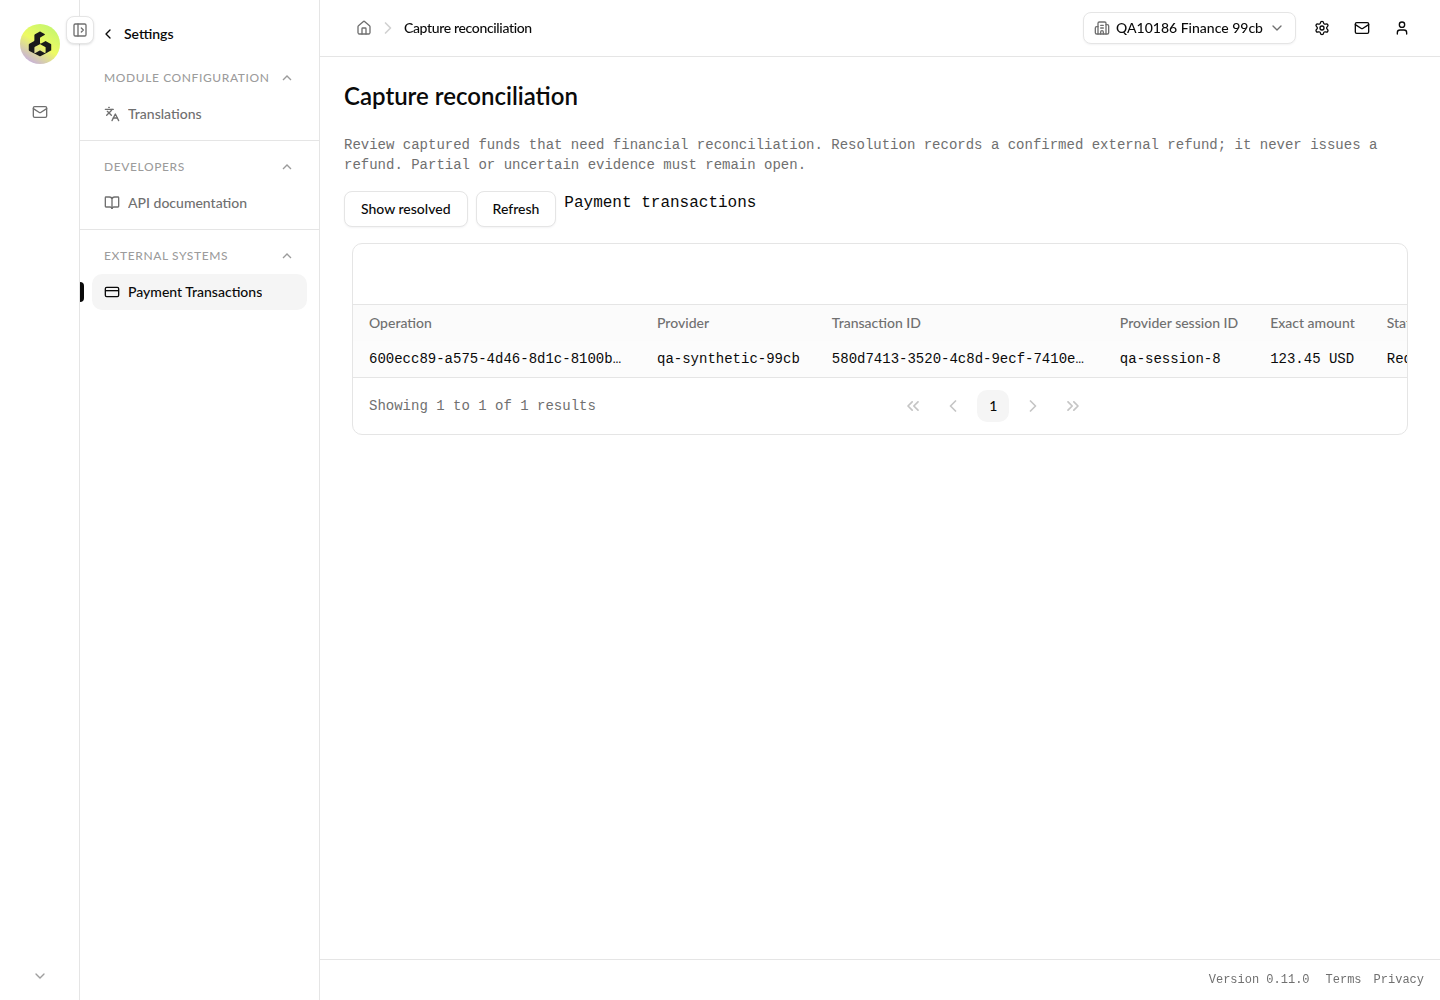 Settings
MODULE CONFIGURATION
Translations
DEVELOPERS
API documentation
EXTERNAL SYSTEMS
Payment Transactions
Capture reconciliation
QA10186 Finance 99cb
Capture reconciliation
Review captured funds that need financial reconciliation. Resolution records a confirmed external refund; it never issues a
refund. Partial or uncertain evidence must remain open.
Show resolved Refresh Payment transactions
Operation Provider Transaction ID Provider session ID Exact amount Sta
600ecc89-a575-4d46-8d1c-8100b… qa-synthetic-99cb 580d7413-3520-4c8d-9ecf-7410e… qa-session-8 123.45 USD Rec
Showing 1 to 1 of 1 results 1
Version 0.11.0 Terms Privacy